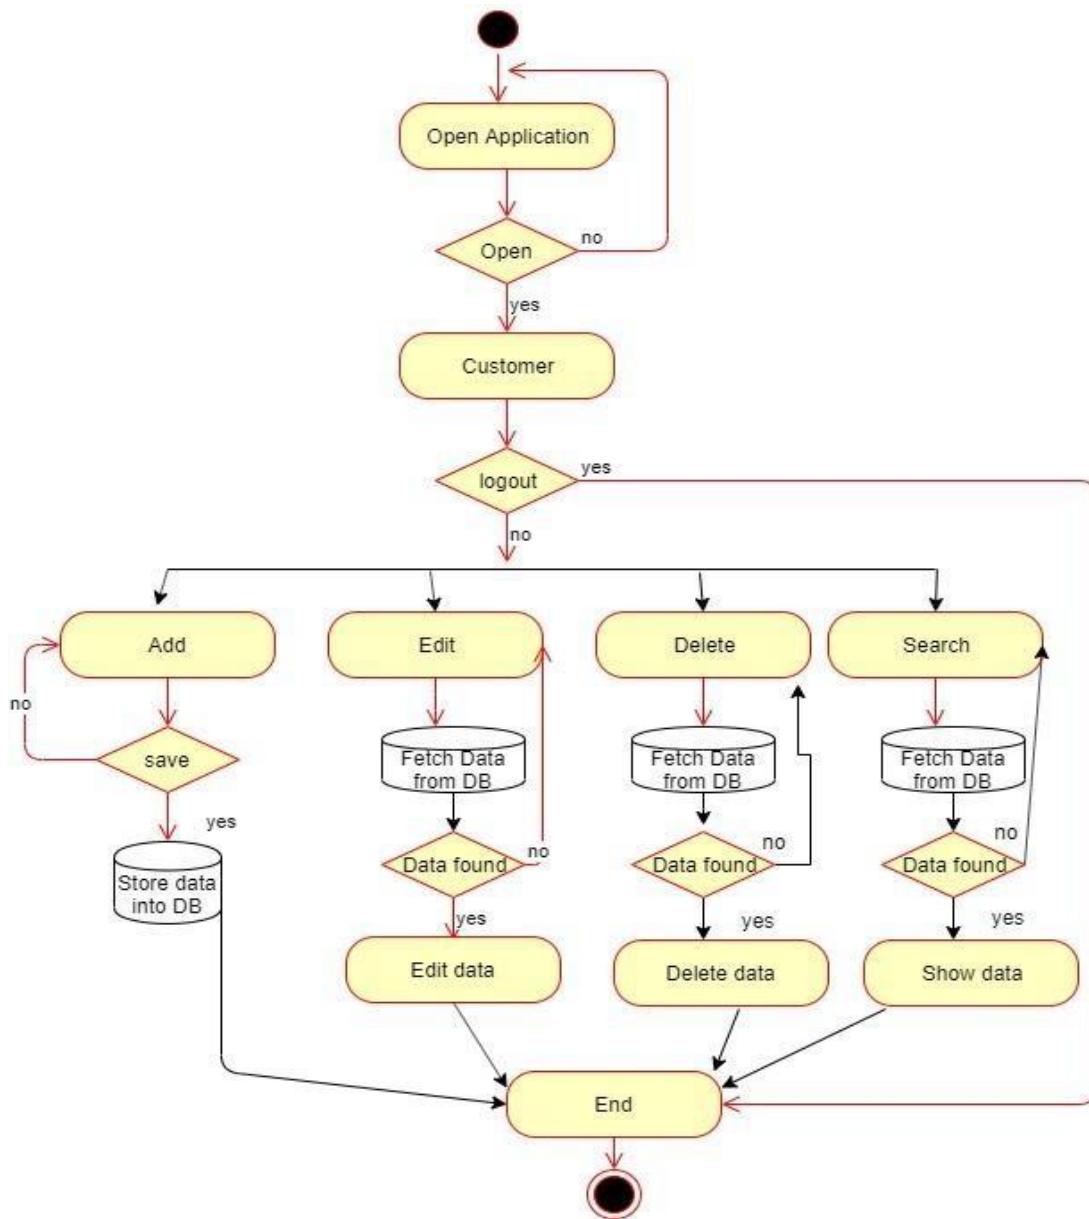 Open Application
Open
no
yes
Customer
logout
yes
no
Add
Edit
Delete
Search
no
save
yes
Store data
into DB
Fetch Data
from DB
Data found
no
yes
Edit data
Fetch Data
from DB
Data found
no
yes
Delete data
Fetch Data
from DB
Data found
no
yes
Show data
End